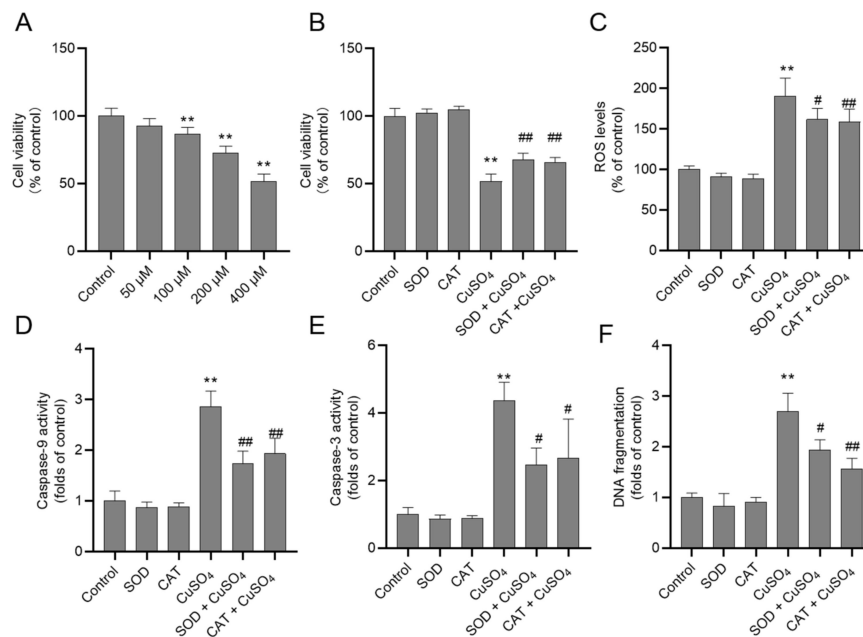 A
Cell viability
(% of control)
150
100
50
0
**
**
**
Control
50 μM
100 μM
200 μM
400 μM
B
Cell viability
(% of control)
150
100
50
0
**
##
##
Control
SOD
CAT
CuSO₄
SOD + CuSO₄
CAT +CuSO₄
C
ROS levels
(% of control)
250
200
150
100
50
0
**
#
##
Control
SOD
CAT
CuSO₄
SOD + CuSO₄
CAT + CuSO₄
D
Caspase-9 activity
(folds of control)
4
3
2
1
0
**
##
##
Control
SOD
CAT
CuSO₄
SOD + CuSO₄
CAT + CuSO₄
E
Caspase-3 activity
(folds of control)
6
4
2
0
**
#
#
Control
SOD
CAT
CuSO₄
SOD + CuSO₄
CAT + CuSO₄
F
DNA fragmentation
(folds of control)
4
3
2
1
0
**
#
##
Control
SOD
CAT
CuSO₄
SOD + CuSO₄
CAT + CuSO₄